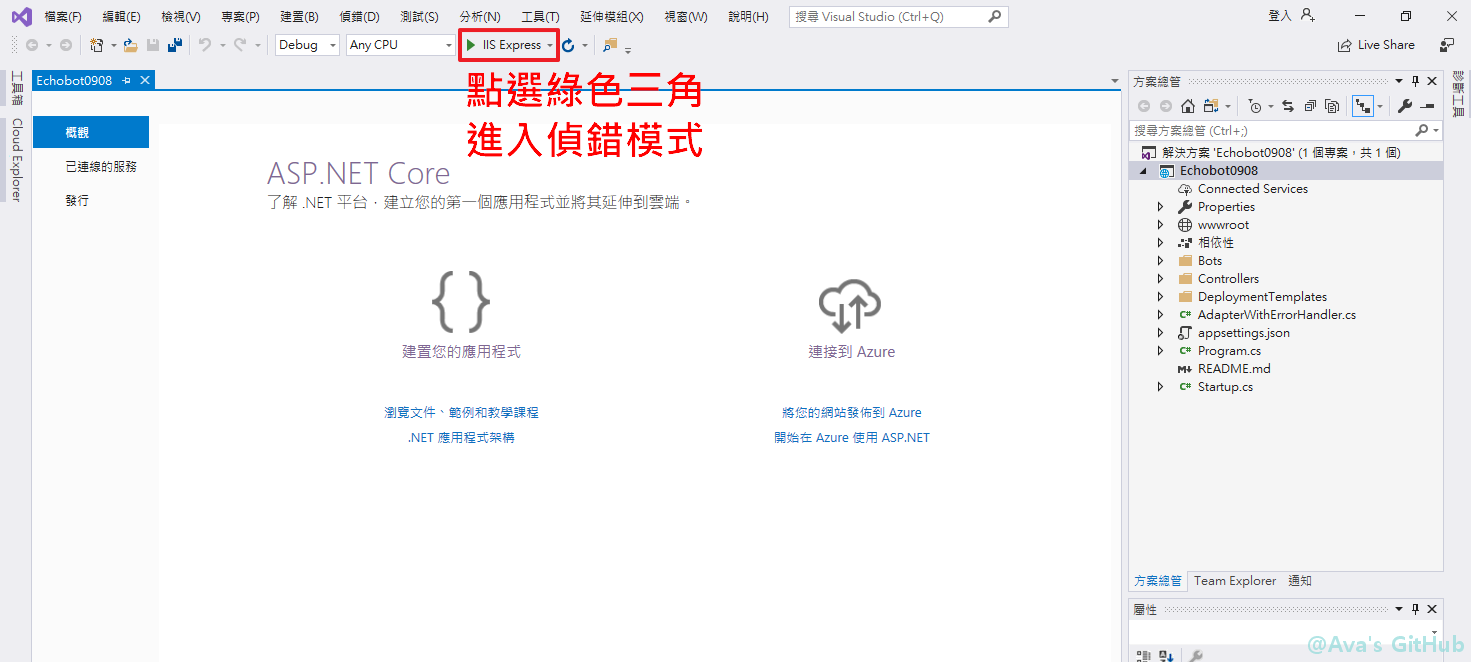 檔案(F) 編輯(E) 檢視(V) 專案(P) 建置(B) 偵錯(D) 測試(S) 分析(N) 工具(T) 延伸模組(X) 視窗(W) 說明(H) 搜尋 Visual Studio (Ctrl+Q) 登入
Debug Any CPU IIS Express Live Share
工具箱
Cloud Explorer
Echobot0908
點選綠色三角
進入偵錯模式
概觀
已連線的服務
發行
ASP.NET Core
了解 .NET 平台，建立您的第一個應用程式並將其延伸到雲端。
建置您的應用程式
瀏覽文件、範例和教學課程
.NET 應用程式架構
連接到 Azure
將您的網站發佈到 Azure
開始在 Azure 使用 ASP.NET
方案總管
搜尋方案總管 (Ctrl+;)
解決方案 'Echobot0908' (1 個專案，共 1 個)
Echobot0908
Connected Services
Properties
wwwroot
相依性
Bots
Controllers
DeploymentTemplates
C# AdapterWithErrorHandler.cs
appsettings.json
C# Program.cs
README.md
C# Startup.cs
方案總管 Team Explorer 通知
屬性
診斷工具
@Ava's GitHub